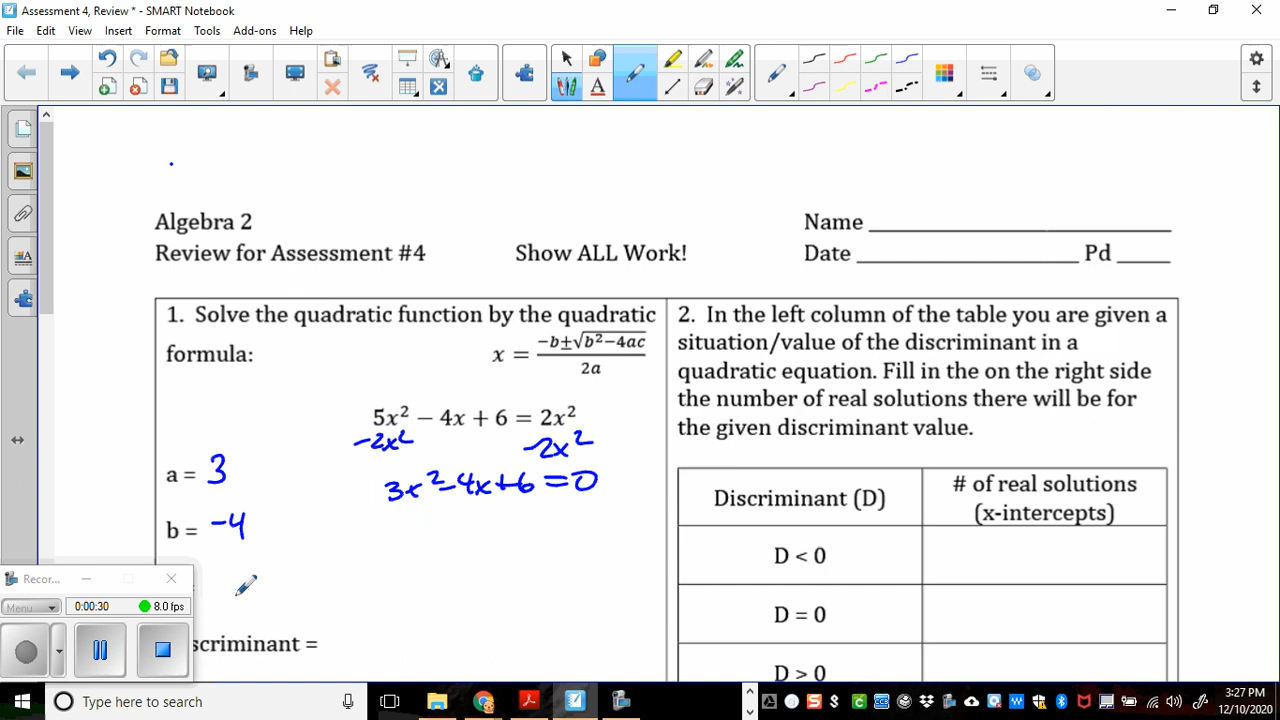 Assessment 4, Review * - SMART Notebook
File Edit View Insert Format Tools Add-ons Help
Algebra 2
Name
Review for Assessment #4 Show ALL Work!
Date Pd
1. Solve the quadratic function by the quadratic
formula: x = (-b±√b²−4ac)/2a
5x² − 4x + 6 = 2x²
-2x² -2x²
a = 3
3x² - 4x + 6 = 0
b = -4
scriminant =
2. In the left column of the table you are given a
situation/value of the discriminant in a
quadratic equation. Fill in the on the right side
the number of real solutions there will be for
the given discriminant value.
Discriminant (D)
# of real solutions
(x-intercepts)
D < 0
D = 0
D > 0
Recor...
Menu 0:00:30 8.0 fps
Type here to search
3:27 PM
12/10/2020